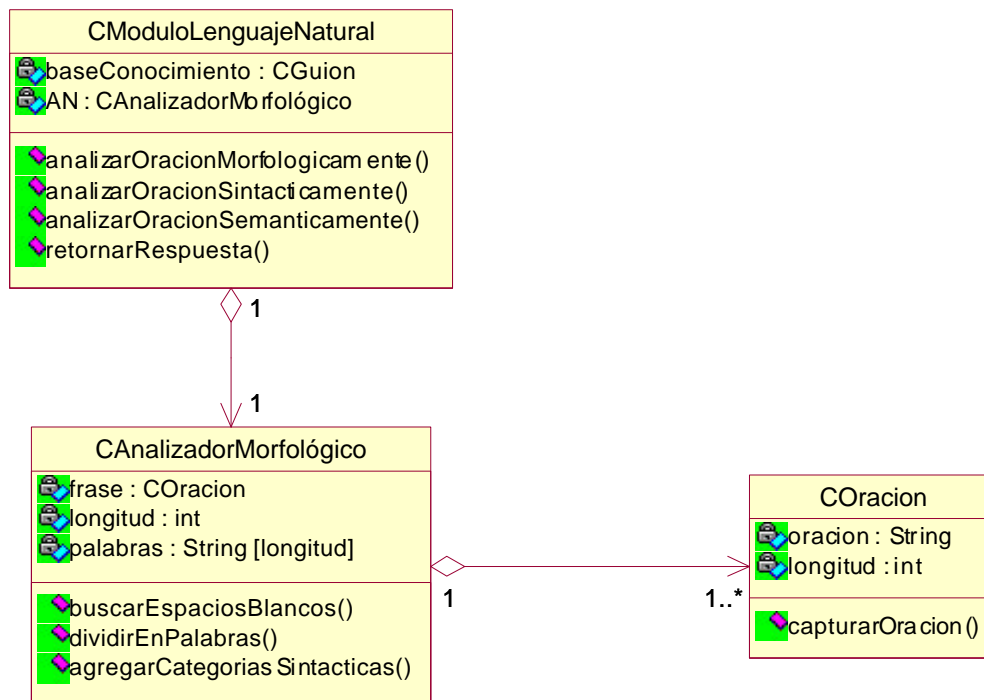 CModuloLenguajeNatural
baseConocimiento : CGuion
AN : CAnalizadorMorfológico
analizarOracionMorfologicamente()
analizarOracionSintacticamente()
analizarOracionSemanticamente()
retornarRespuesta()
1
1
CAnalizadorMorfológico
frase : COracion
longitud : int
palabras : String [longitud]
buscarEspaciosBlancos()
dividirEnPalabras()
agregarCategoriasSintacticas()
1
1..*
COracion
oracion : String
longitud : int
capturarOracion()